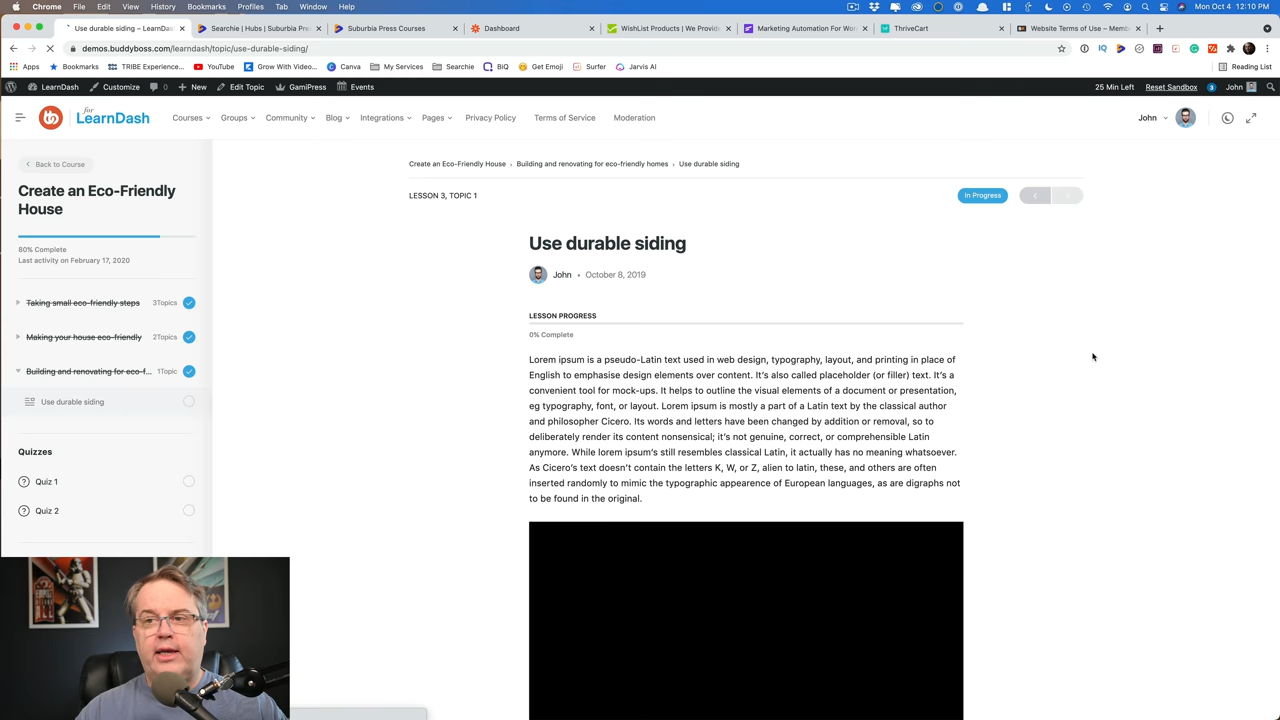 Chrome File Edit View History Bookmarks Profiles Tab Window Help
Mon Oct 4 12:10 PM
Use durable siding – LearnDa
Searchie | Hubs | Suburbia Pre
Suburbia Press Courses
Dashboard
WishList Products | We Provid
Marketing Automation For Wo
ThriveCart
Website Terms of Use – Memb
demos.buddyboss.com/learndash/topic/use-durable-siding/
Apps Bookmarks TRIBE Experience... YouTube Grow With Video... Canva My Services Searchie BiQ Get Emoji Surfer Jarvis AI Reading List
LearnDash Customize 0 New Edit Topic GamiPress Events 25 Min Left Reset Sandbox 3 John
for
LearnDash
Courses Groups Community Blog Integrations Pages Privacy Policy Terms of Service Moderation John
Back to Course
Create an Eco-Friendly
House
80% Complete
Last activity on February 17, 2020
Taking small eco-friendly steps 3Topics
Making your house eco-friendly 2Topics
Building and renovating for eco-f... 1Topic
Use durable siding
Quizzes
Quiz 1
Quiz 2
Create an Eco-Friendly House › Building and renovating for eco-friendly homes › Use durable siding
LESSON 3, TOPIC 1
In Progress
Use durable siding
John • October 8, 2019
LESSON PROGRESS
0% Complete
Lorem ipsum is a pseudo-Latin text used in web design, typography, layout, and printing in place of
English to emphasise design elements over content. It's also called placeholder (or filler) text. It's a
convenient tool for mock-ups. It helps to outline the visual elements of a document or presentation,
eg typography, font, or layout. Lorem ipsum is mostly a part of a Latin text by the classical author
and philosopher Cicero. Its words and letters have been changed by addition or removal, so to
deliberately render its content nonsensical; it's not genuine, correct, or comprehensible Latin
anymore. While lorem ipsum's still resembles classical Latin, it actually has no meaning whatsoever.
As Cicero's text doesn't contain the letters K, W, or Z, alien to latin, these, and others are often
inserted randomly to mimic the typographic appearence of European languages, as are digraphs not
to be found in the original.